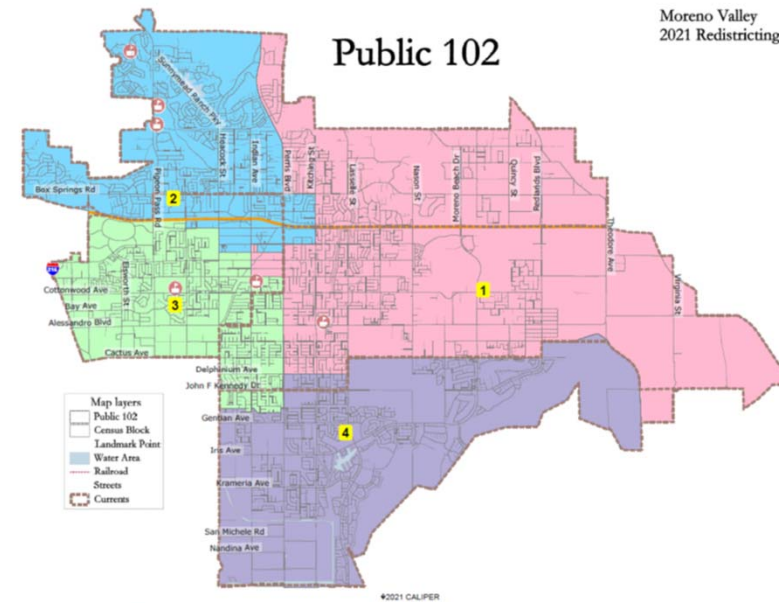 Moreno Valley
2021 Redistricting
Public 102
Sunnymead Ranch Pkwy
Heacock St
Indian Ave
Perris Blvd
Kitching St
Lasselle St
Nason St
Moreno Beach Dr
Quincy St
Redlands Blvd
Box Springs Rd
Pigeon Pass Rd
2
Theodore Ave
Virginia St
215
Cottonwood Ave
Elsworth St
3
1
Bay Ave
Alessandro Blvd
Cactus Ave
Delphinium Ave
John F Kennedy Dr
Map layers
Public 102
Census Block
Landmark Point
Water Area
Railroad
Streets
Currents
Gentian Ave
4
Iris Ave
Krameria Ave
San Michele Rd
Nandina Ave
©2021 CALIPER